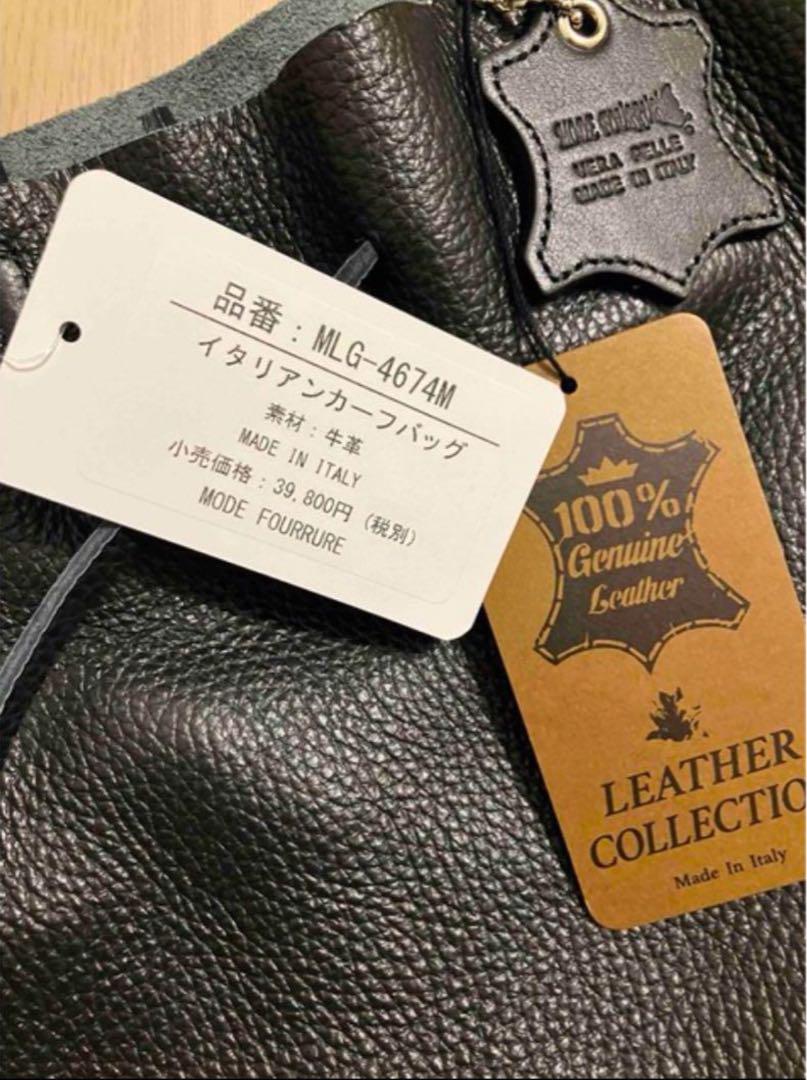 VERA PELLE
MADE IN ITALY
品番：MLG-4674M
イタリアンカーフバッグ
素材：牛革
MADE IN ITALY
小売価格：39,800円（税別）
MODE FOURRURE
100%
Genuine
Leather
LEATHER
COLLECTIO
Made In Italy